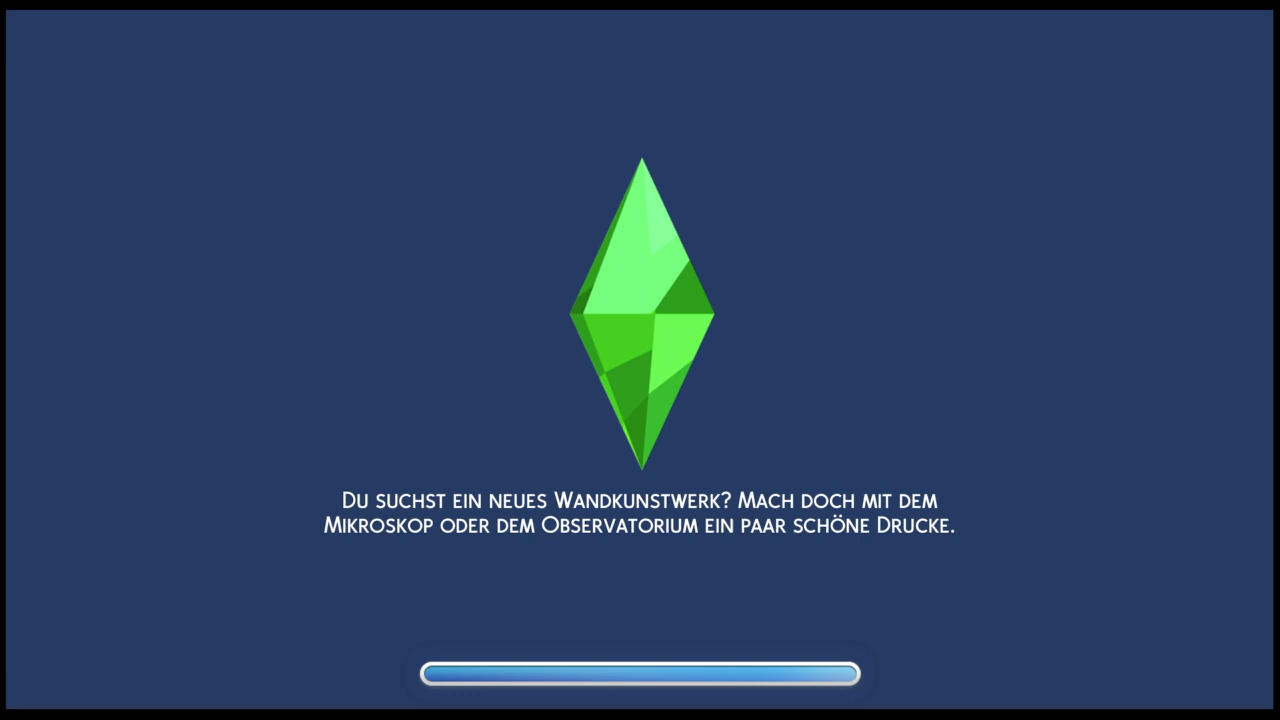 Du suchst ein neues Wandkunstwerk? Mach doch mit dem
Mikroskop oder dem Observatorium ein paar schöne Drucke.